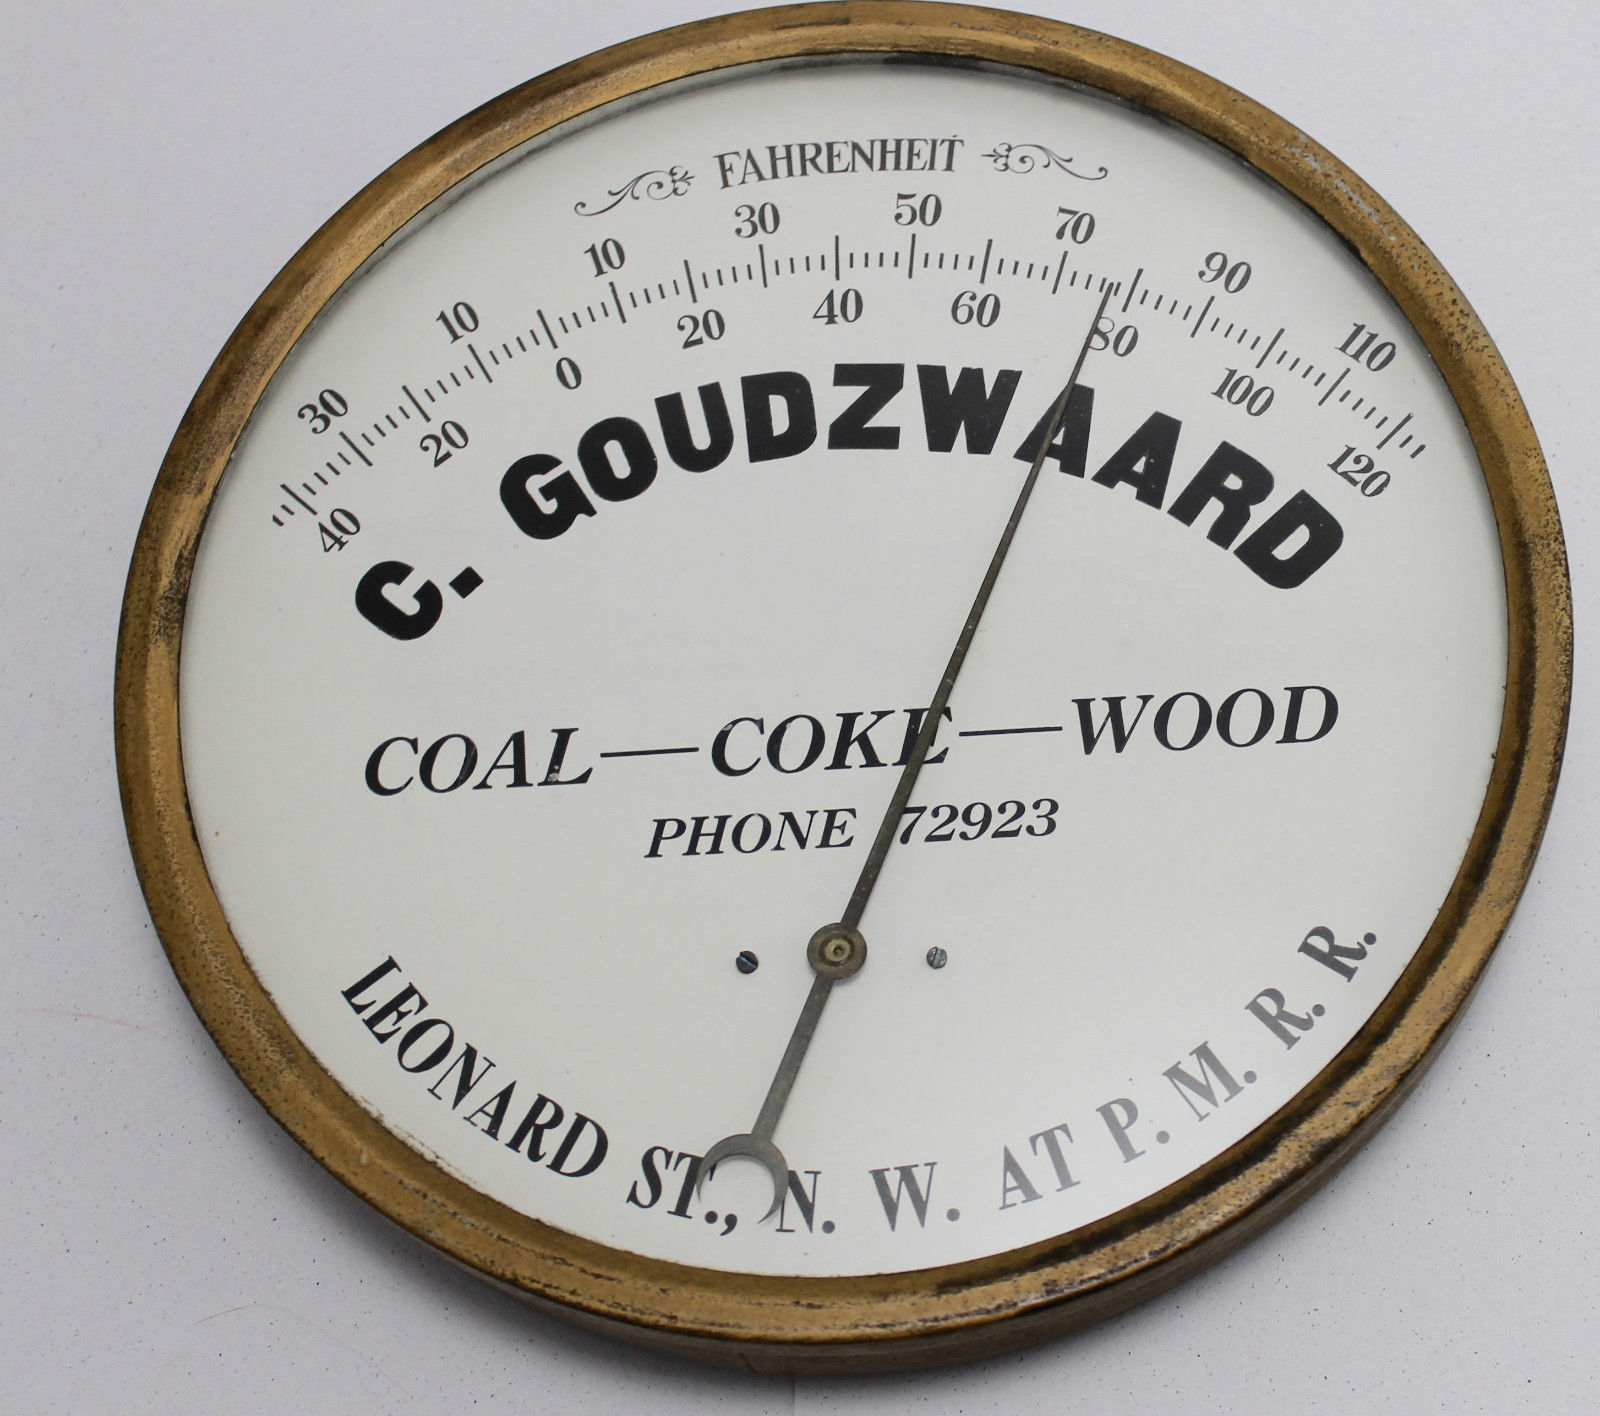 FAHRENHEIT
30 10 10 30 50 70 90 110
40 20 0 20 40 60 80 100 120
C. GOUDZWAARD
COAL—COKE—WOOD
PHONE 72923
LEONARD ST., N. W. AT P. M. R. R.